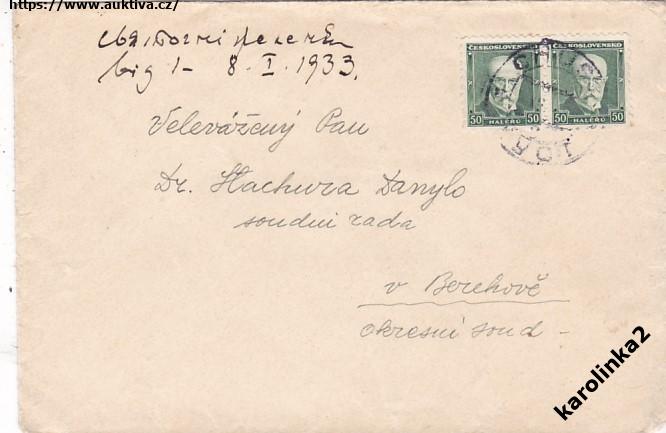 https://www.auktiva.cz/
8. I. 1933.
ČESKOSLOVENSKO ČESKOSLOVENSKO
50 HALÉŘŮ 50 50 HALÉŘŮ 50
Velevážený Pan
Dr. Stachura Danylo
soudní rada
v Berehově
okresní soud –
karolinka2